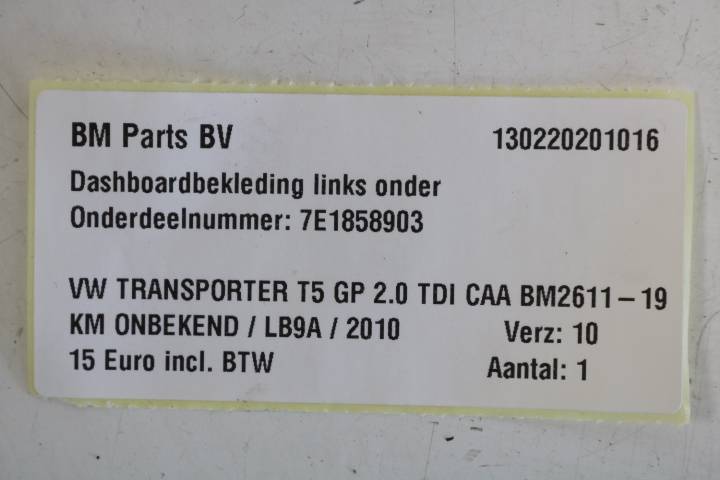 BM Parts BV 130220201016
Dashboardbekleding links onder
Onderdeelnummer: 7E1858903
VW TRANSPORTER T5 GP 2.0 TDI CAA BM2611-19
KM ONBEKEND / LB9A / 2010 Verz: 10
15 Euro incl. BTW Aantal: 1